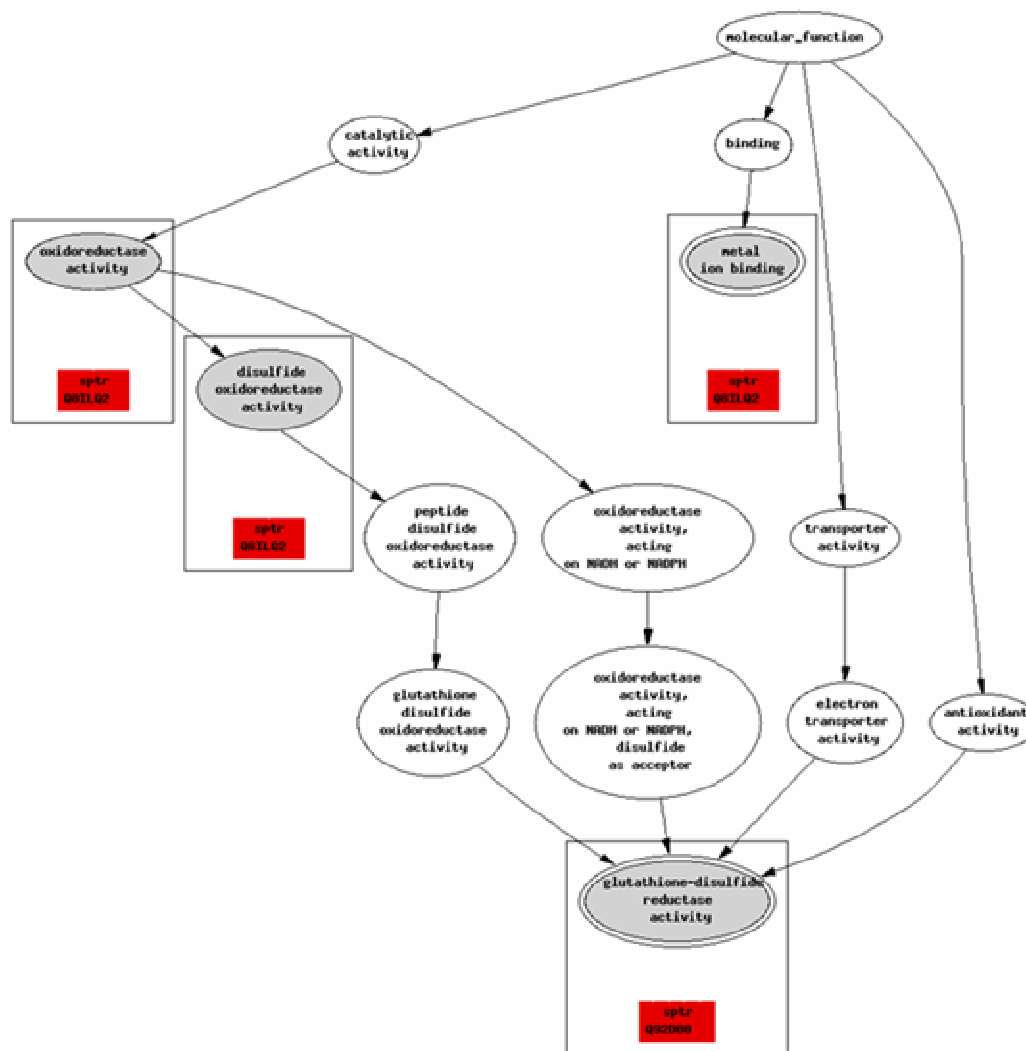 molecular_function
catalytic
activity
binding
oxidoreductase
activity
metal
ion binding
sptr
Q8ILQ2
disulfide
oxidoreductase
activity
sptr
Q8ILQ2
sptr
Q8ILQ2
peptide
disulfide
oxidoreductase
activity
oxidoreductase
activity,
acting
on NADH or NADPH
transporter
activity
glutathione
disulfide
oxidoreductase
activity
oxidoreductase
activity,
acting
on NADH or NADPH,
disulfide
as acceptor
electron
transporter
activity
antioxidant
activity
glutathione-disulfide
reductase
activity
sptr